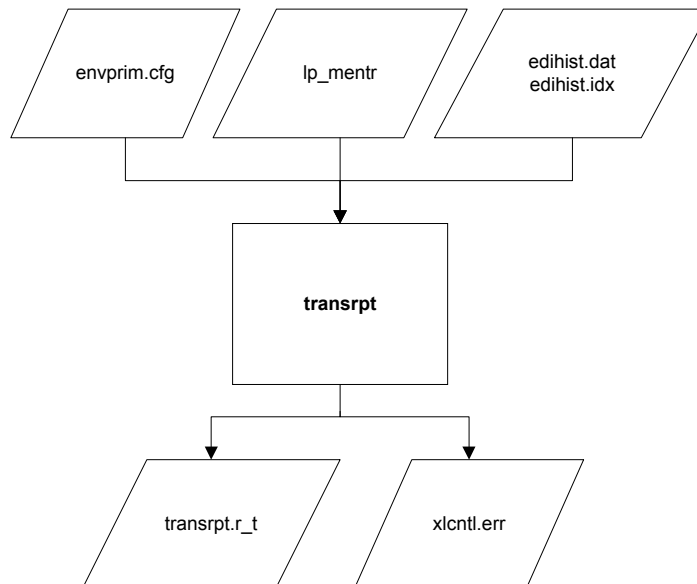 envprim.cfg
lp_mentr
edihist.dat
edihist.idx
transrpt
transrpt.r_t
xlcntl.err